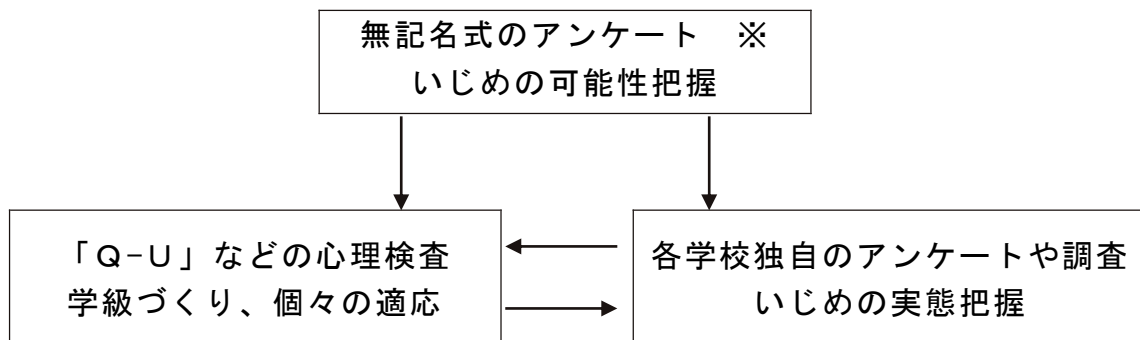 無記名式のアンケート　※
いじめの可能性把握
「Q-U」などの心理検査
学級づくり、個々の適応
各学校独自のアンケートや調査
いじめの実態把握